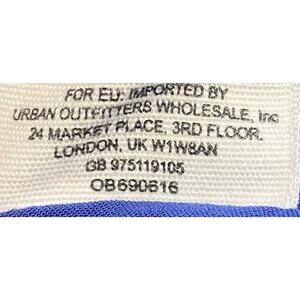 FOR EU: IMPORTED BY
URBAN OUTFITTERS WHOLESALE, Inc
24 MARKET PLACE, 3RD FLOOR.
LONDON, UK W1W8AN
GB 975119105
OB690616